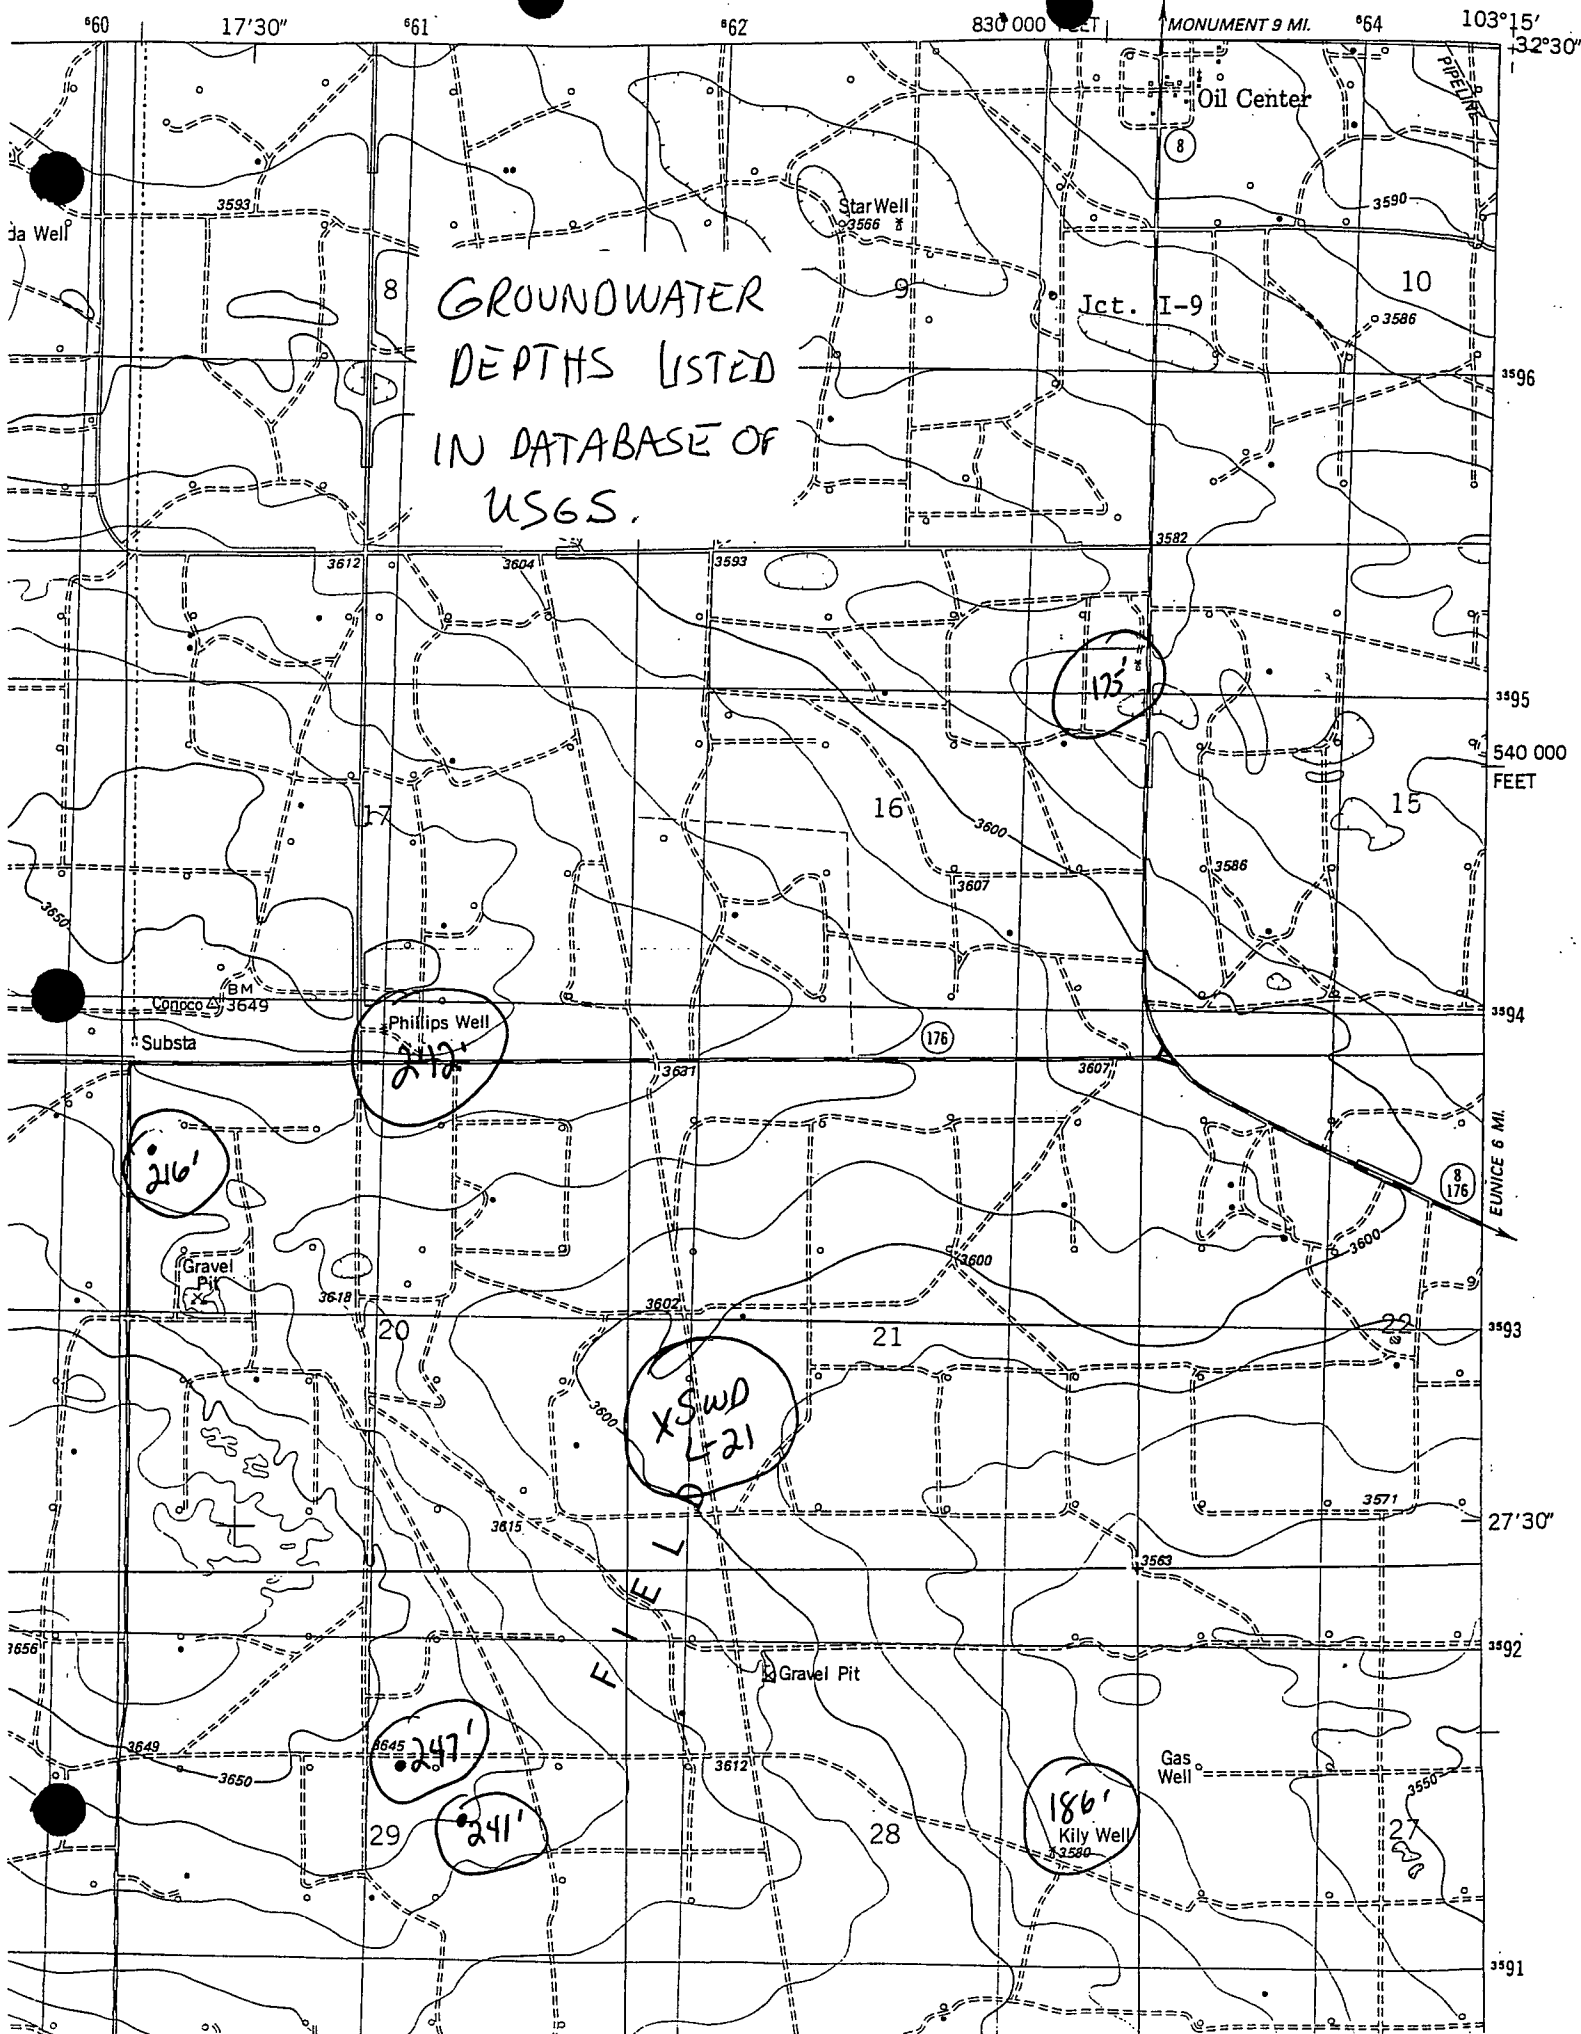 ⁶60 17'30" ⁶61 ⁶62 830 000 FEET MONUMENT 9 MI. ⁶64 103°15'
32°30"
PIPELINE
Oil Center
8
3593
Star Well
3566
3590
da Well
8
9
10
GROUNDWATER
DEPTHS LISTED
IN DATABASE OF
USGS.
Jct. I-9
3586
³⁵96
3612
3604
3593
3582
175'
³⁵95
540 000
FEET
17
16
15
3600
3607
3586
3650
BM
Conoco 3649
Substa
Phillips Well
242'
176
³⁵94
3631
3607
216'
8
176
EUNICE 6 MI.
Gravel
Pit
3618
3602
3600
3600
20
21
22
³⁵93
X SWD
L-21
3600
3615
3571
27'30"
3563
FIELD
3656
³⁵92
Gravel Pit
3649
3645
247'
3612
Gas
Well
3650
3550
241'
186'
Kily Well
3580
29
28
27
³⁵91